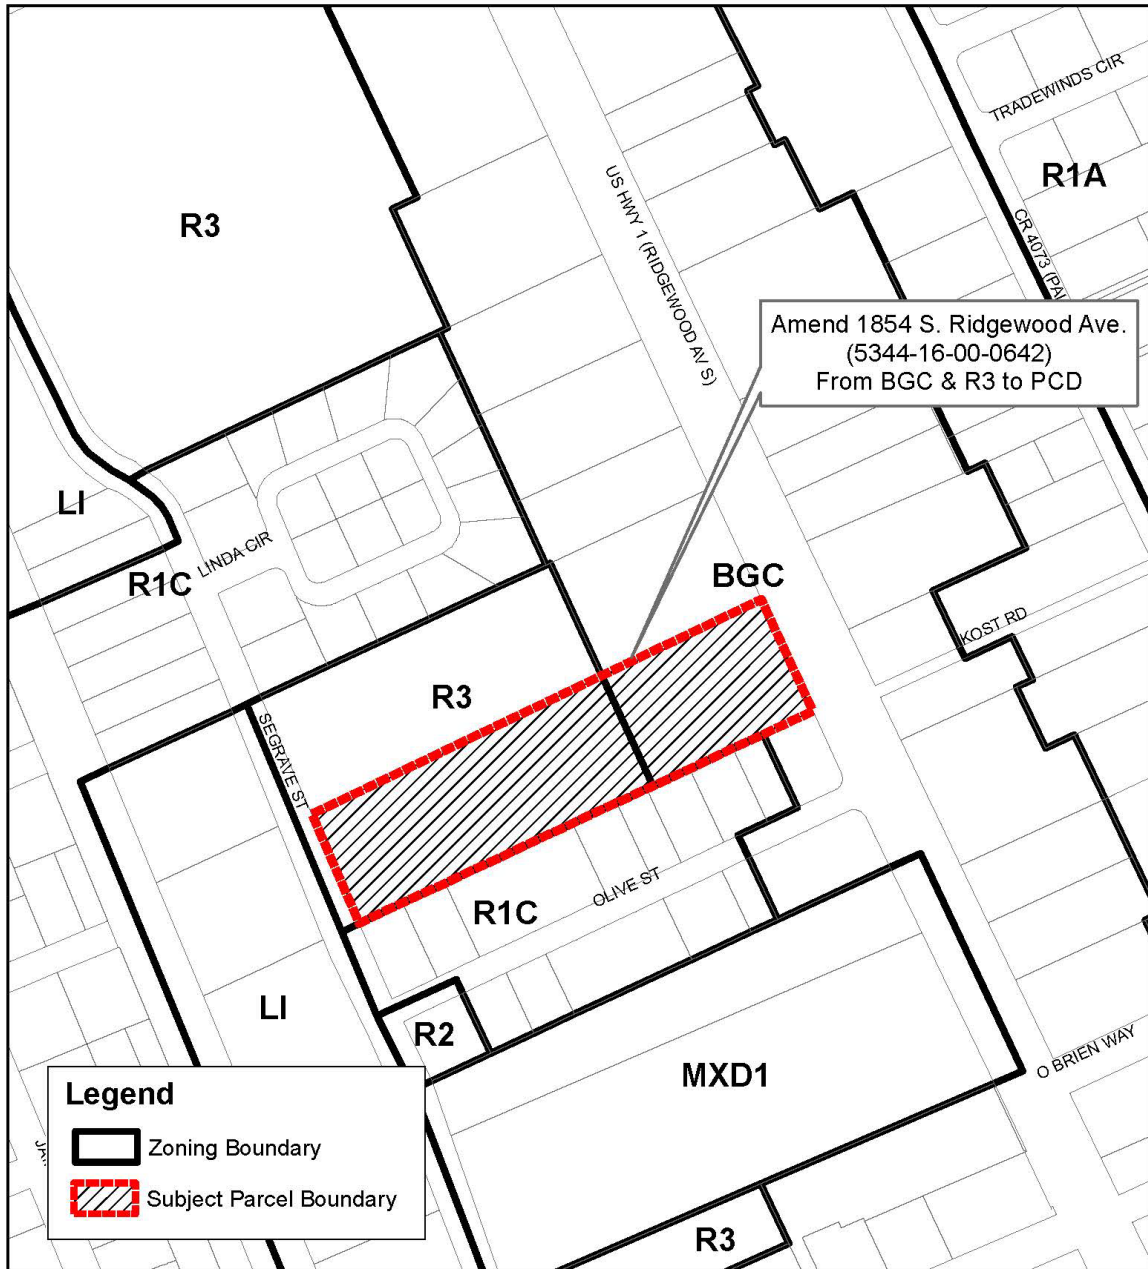 TRADEWINDS CIR
R1A
R3
US HWY 1 (RIDGEWOOD AV S)
CR 4073 (PAL
Amend 1854 S. Ridgewood Ave.
(5344-16-00-0642)
From BGC & R3 to PCD
LI
LINDA CIR
R1C
BGC
KOST RD
R3
SEGRAVE ST
OLIVE ST
R1C
LI
R2
MXD1
O BRIEN WAY
Legend
Zoning Boundary
Subject Parcel Boundary
R3